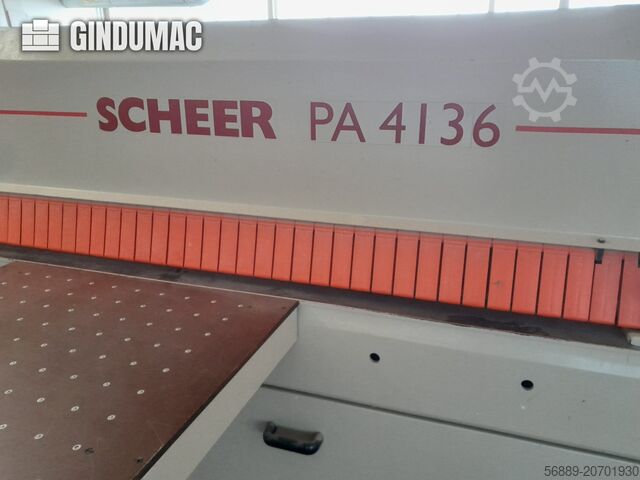 GINDUMAC
SCHEER PA 4136
56889-20701930